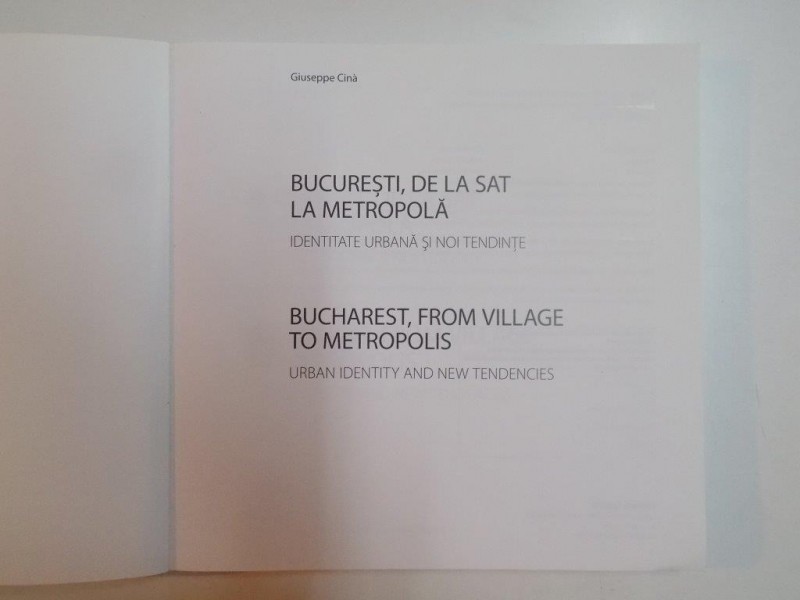 Giuseppe Cinà
BUCUREȘTI, DE LA SAT
LA METROPOLĂ
IDENTITATE URBANĂ ȘI NOI TENDINȚE
BUCHAREST, FROM VILLAGE
TO METROPOLIS
URBAN IDENTITY AND NEW TENDENCIES